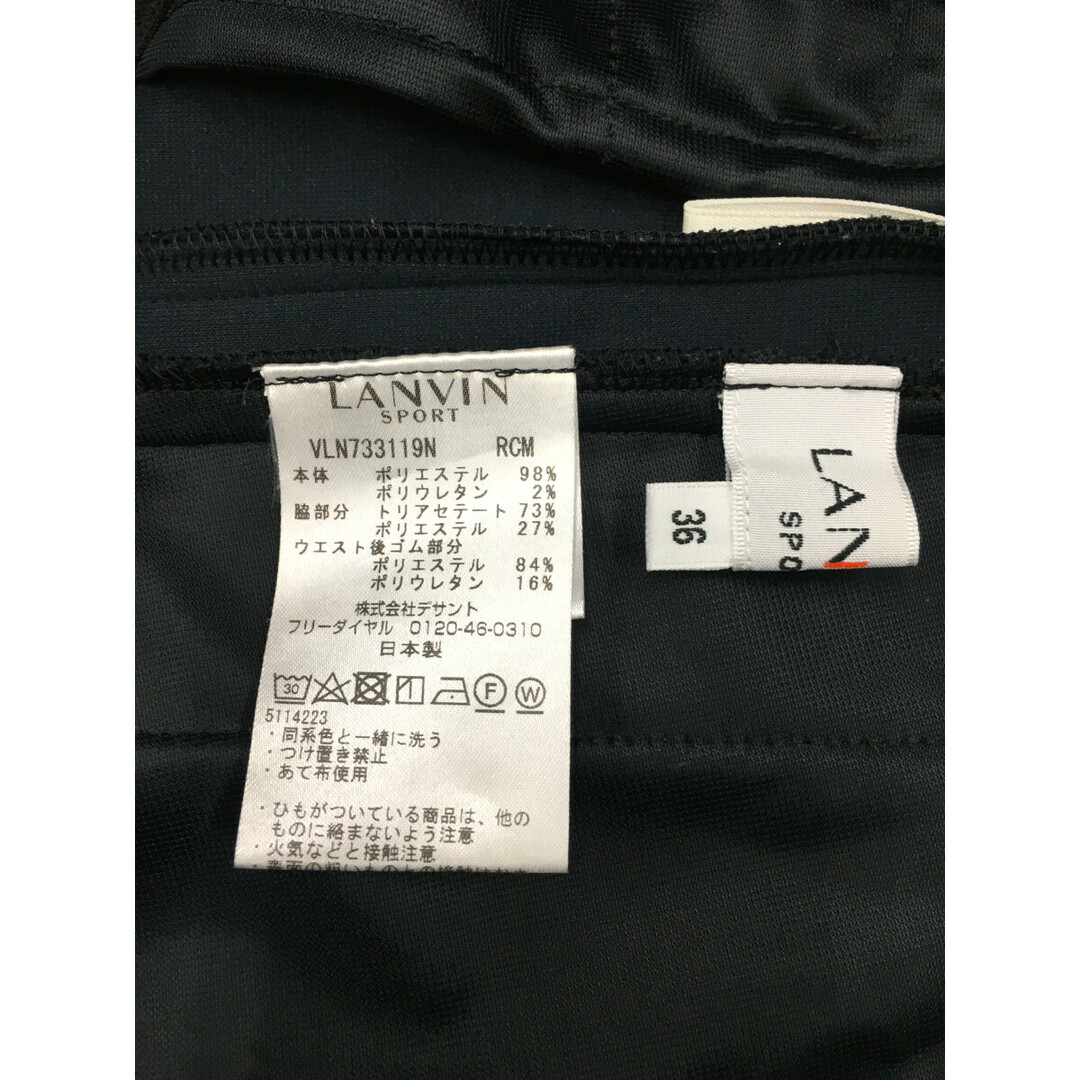 LANVIN
SPORT
VLN733119N RCM
本体 ポリエステル 98%
ポリウレタン 2%
脇部分 トリアセテート 73%
ポリエステル 27%
ウエスト後ゴム部分
ポリエステル 84%
ポリウレタン 16%
株式会社デサント
フリーダイヤル 0120-46-0310
日本製
30 F W
5114223
・同系色と一緒に洗う
・つけ置き禁止
・あて布使用
・ひもがついている商品は、他の
ものに絡まないよう注意
・火気などと接触注意
36
LAN
SPO